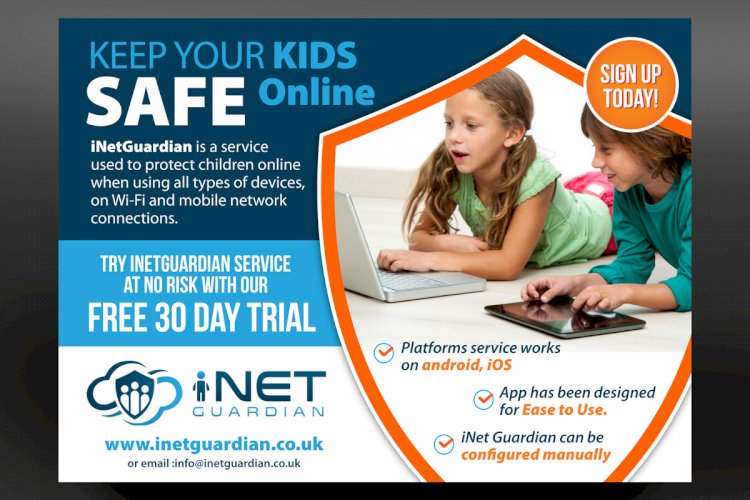 KEEP YOUR KIDS
SAFE Online
iNetGuardian is a service
used to protect children online
when using all types of devices,
on Wi-Fi and mobile network
connections.
SIGN UP
TODAY!
TRY INETGUARDIAN SERVICE
AT NO RISK WITH OUR
FREE 30 DAY TRIAL
iNET
GUARDIAN
www.inetguardian.co.uk
or email :info@inetguardian.co.uk
Platforms service works
on android, iOS
App has been designed
for Ease to Use.
iNet Guardian can be
configured manually